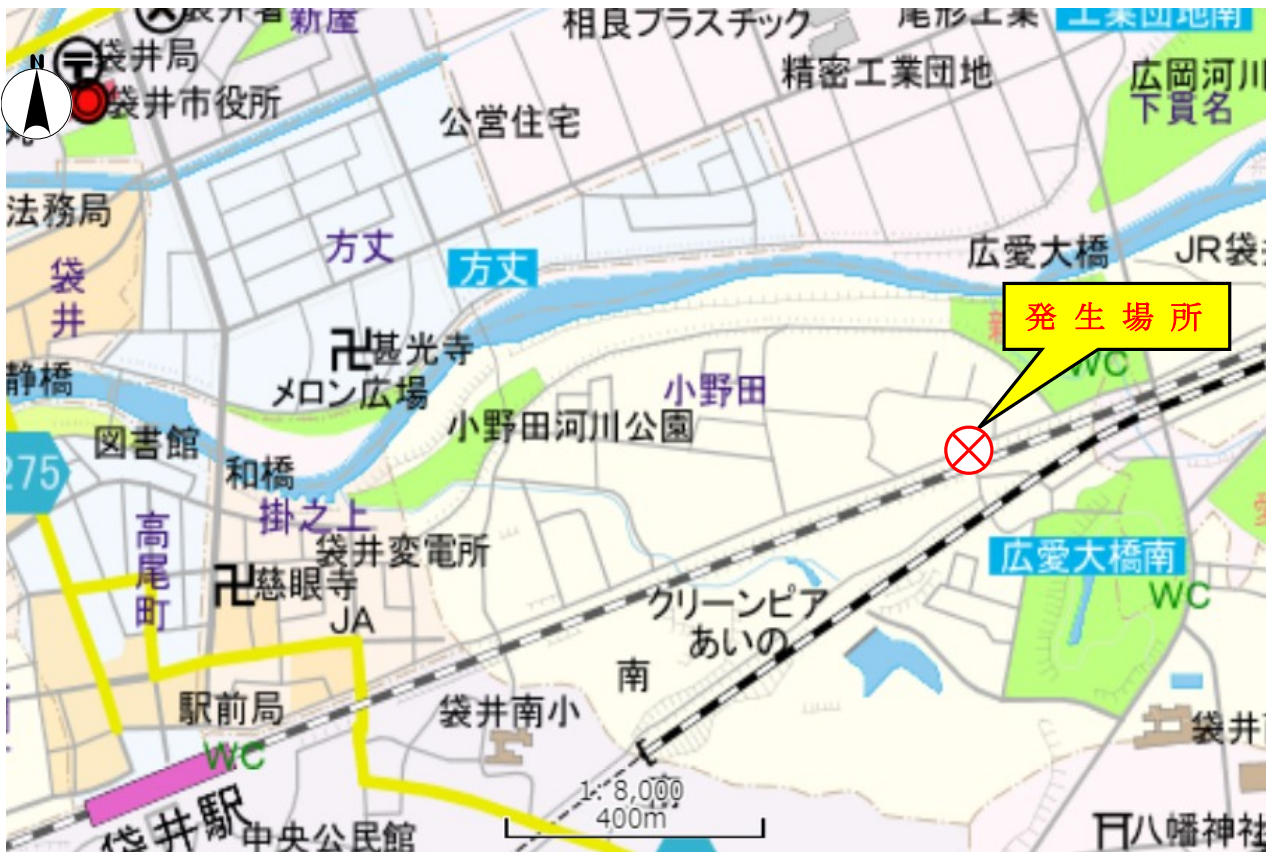 袋井署
新屋
相良プラスチック
尾形工業
工業団地南
袋井局
N
袋井市役所
精密工業団地
広岡河川
下貫名
公営住宅
法務局
方丈
方丈
広愛大橋
JR袋井
袋井
発生場所
甚光寺
WC
静橋
メロン広場
小野田
小野田河川公園
図書館
275
和橋
掛之上
高尾町
袋井変電所
広愛大橋南
慈眼寺
クリーンピア
あいの
WC
JA
南
駅前局
袋井南小
袋井南
WC
1: 8,000
400m
袋井駅
中央公民館
八幡神社